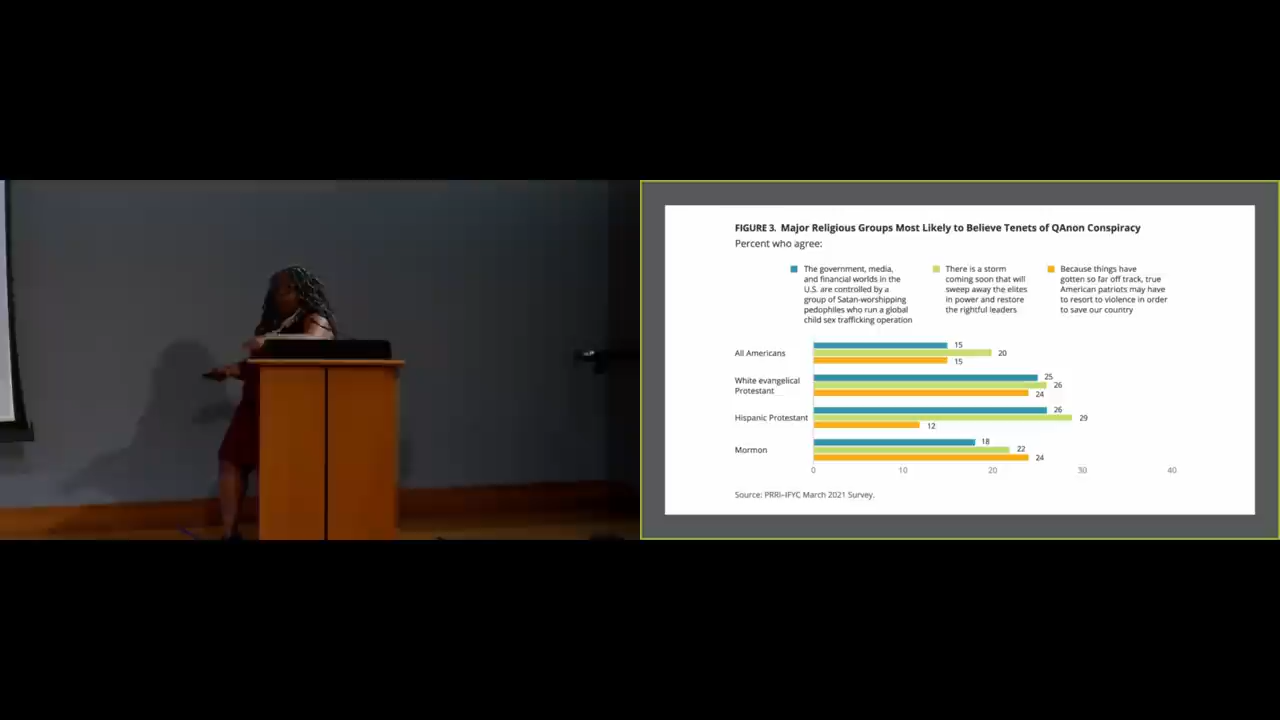 FIGURE 3. Major Religious Groups Most Likely to Believe Tenets of QAnon Conspiracy
Percent who agree:
The government, media,
and financial worlds in the
U.S. are controlled by a
group of Satan-worshipping
pedophiles who run a global
child sex trafficking operation
There is a storm
coming soon that will
sweep away the elites
in power and restore
the rightful leaders
Because things have
gotten so far off track, true
American patriots may have
to resort to violence in order
to save our country
All Americans
15
20
15
White evangelical
Protestant
25
26
24
Hispanic Protestant
26
29
12
Mormon
18
22
24
0 10 20 30 40
Source: PRRI–IFYC March 2021 Survey.